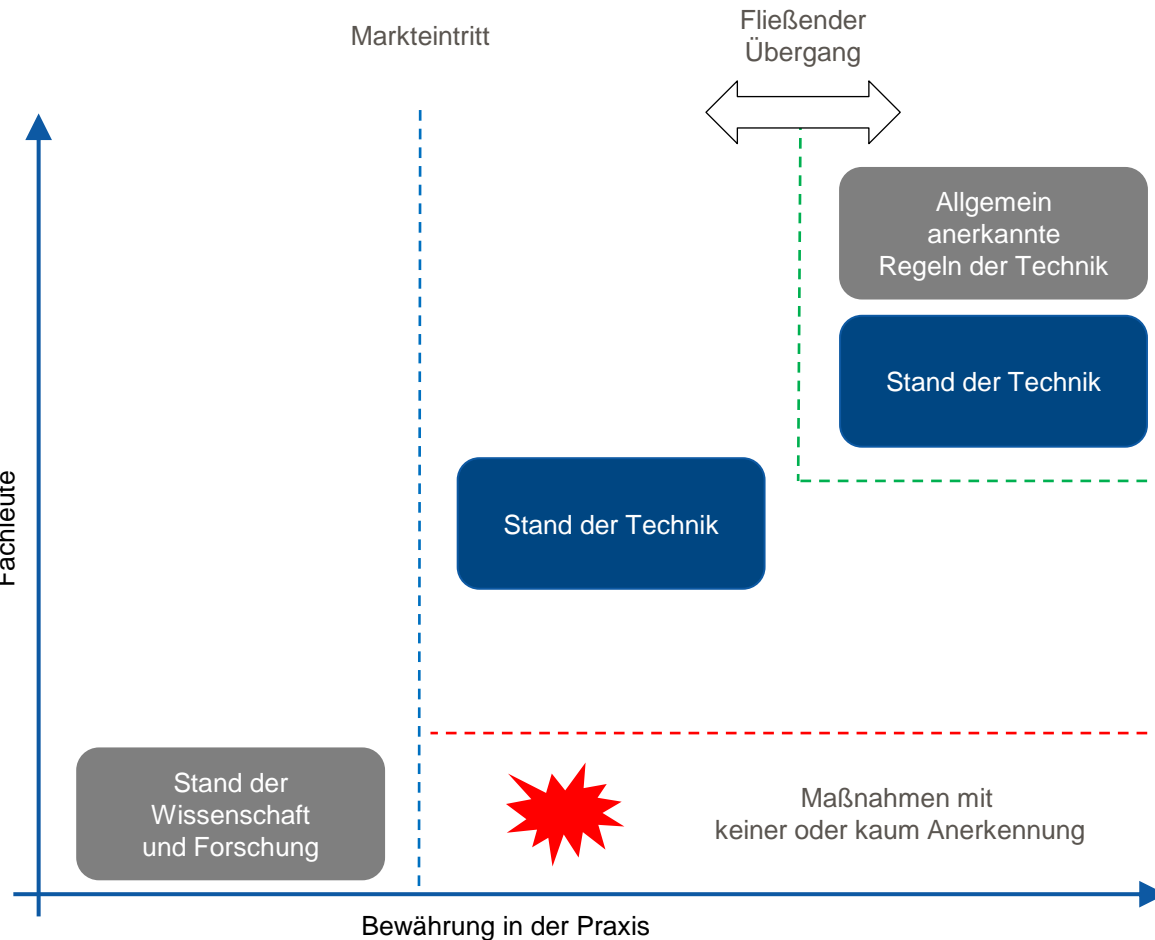 Markteintritt
Fließender
Übergang
Allgemein
anerkannte
Regeln der Technik
Stand der Technik
Fachleute
Stand der Technik
Stand der
Wissenschaft
und Forschung
Maßnahmen mit
keiner oder kaum Anerkennung
Bewährung in der Praxis